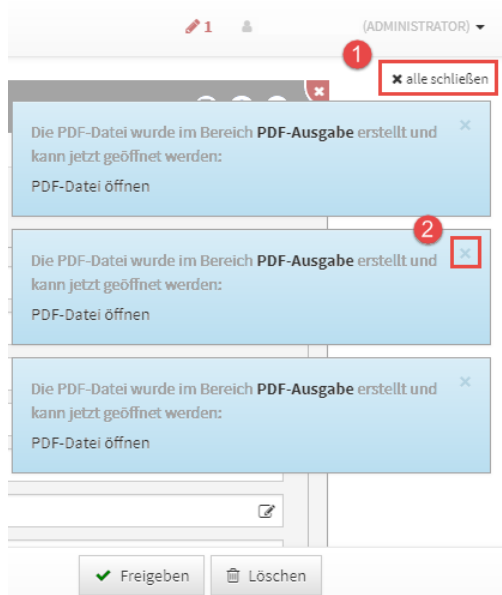 1
(ADMINISTRATOR)
1
alle schließen
Die PDF-Datei wurde im Bereich PDF-Ausgabe erstellt und
kann jetzt geöffnet werden:
PDF-Datei öffnen
2
Die PDF-Datei wurde im Bereich PDF-Ausgabe erstellt und
kann jetzt geöffnet werden:
PDF-Datei öffnen
Die PDF-Datei wurde im Bereich PDF-Ausgabe erstellt und
kann jetzt geöffnet werden:
PDF-Datei öffnen
Freigeben
Löschen